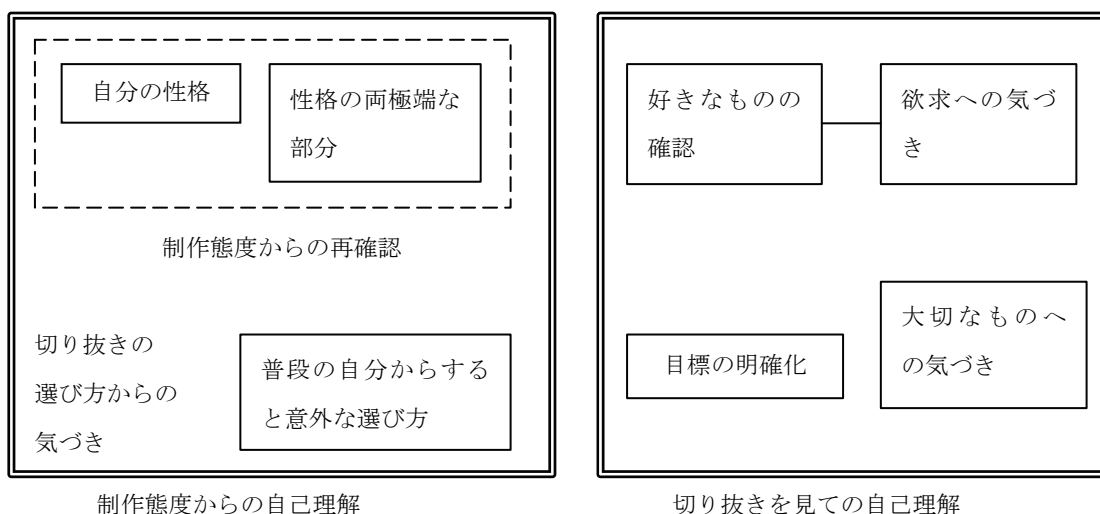 自分の性格
性格の両極端な
部分
制作態度からの再確認
切り抜きの
選び方からの
気づき
普段の自分からする
と意外な選び方
制作態度からの自己理解
好きなものの
確認
欲求への気づ
き
目標の明確化
大切なものへ
の気づき
切り抜きを見ての自己理解